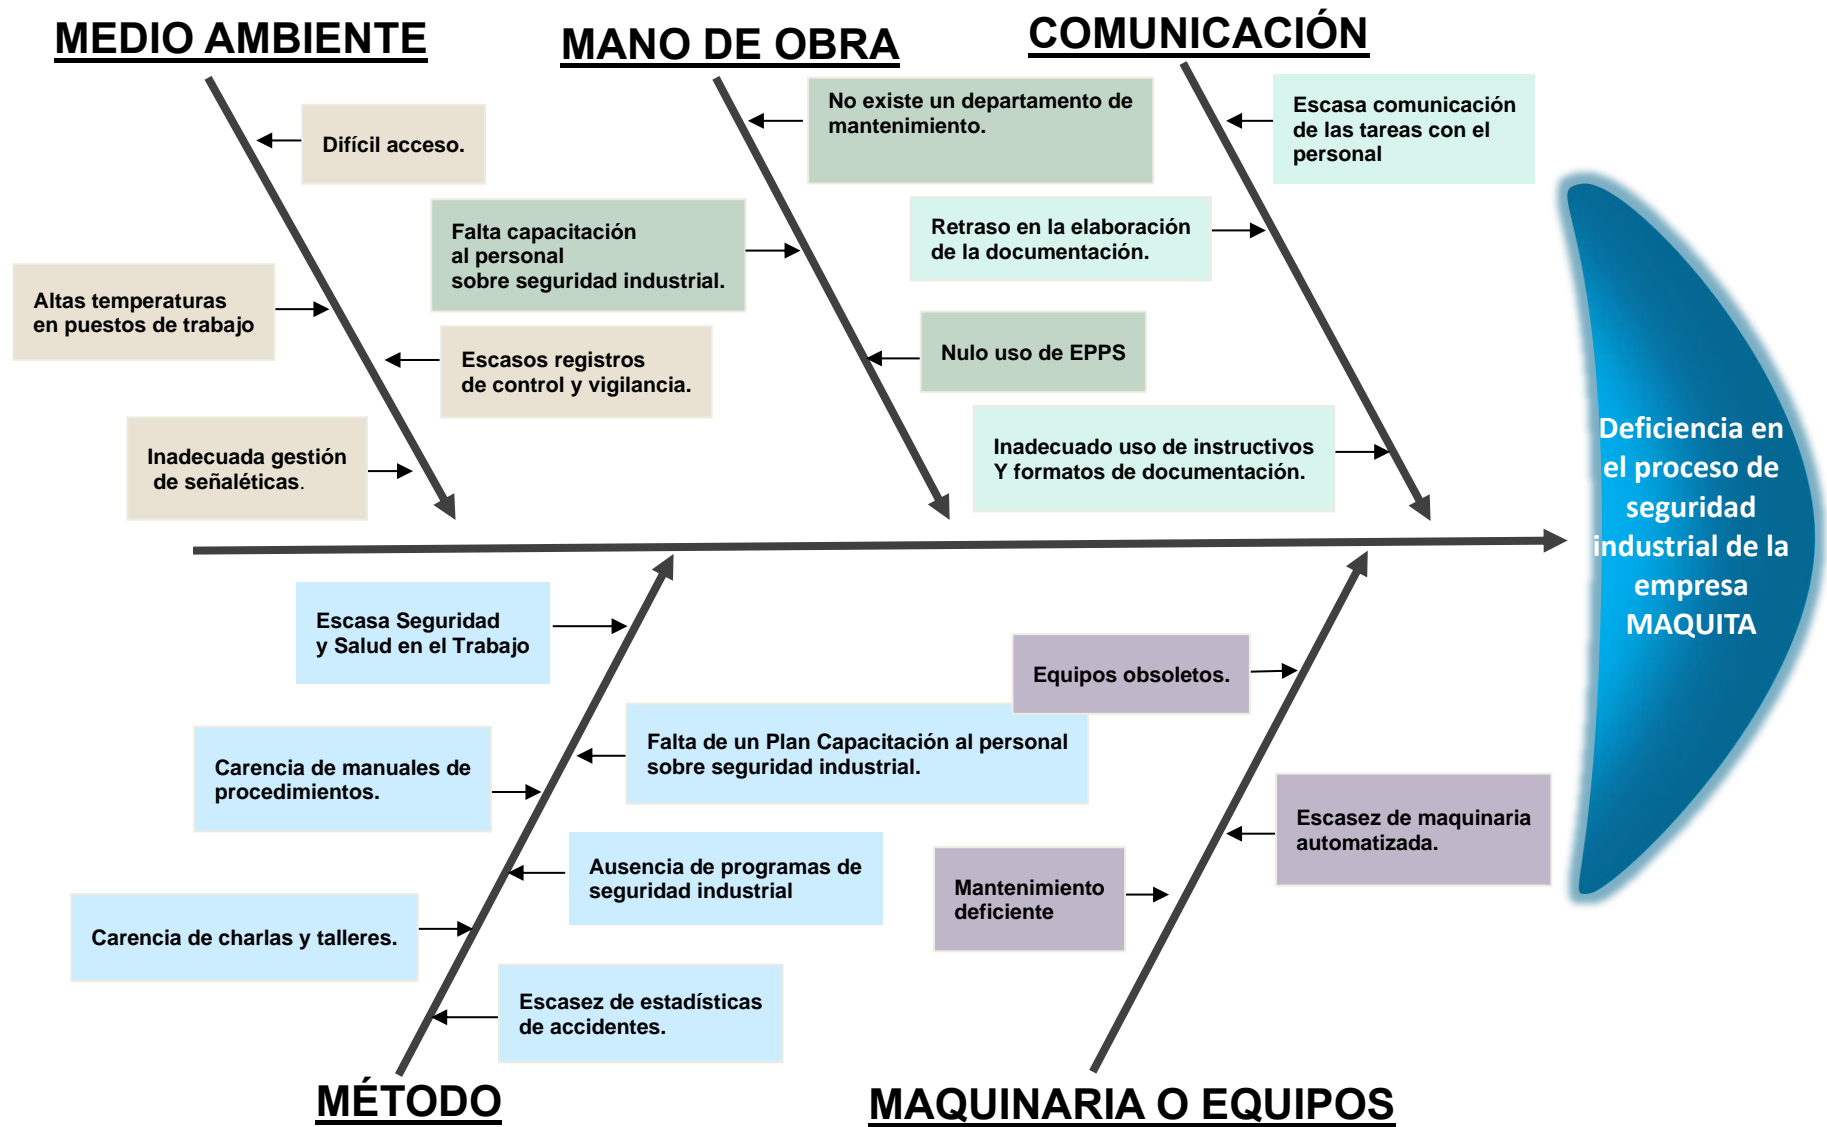 MEDIO AMBIENTE
MANO DE OBRA
COMUNICACIÓN
Difícil acceso.
Altas temperaturas
en puestos de trabajo
Escasos registros
de control y vigilancia.
Inadecuada gestión
de señaléticas.
No existe un departamento de
mantenimiento.
Falta capacitación
al personal
sobre seguridad industrial.
Nulo uso de EPPS
Escasa comunicación
de las tareas con el
personal
Retraso en la elaboración
de la documentación.
Inadecuado uso de instructivos
Y formatos de documentación.
Deficiencia en
el proceso de
seguridad
industrial de la
empresa
MAQUITA
Escasa Seguridad
y Salud en el Trabajo
Falta de un Plan Capacitación al personal
sobre seguridad industrial.
Carencia de manuales de
procedimientos.
Ausencia de programas de
seguridad industrial
Carencia de charlas y talleres.
Escasez de estadísticas
de accidentes.
Equipos obsoletos.
Escasez de maquinaria
automatizada.
Mantenimiento
deficiente
MÉTODO
MAQUINARIA O EQUIPOS